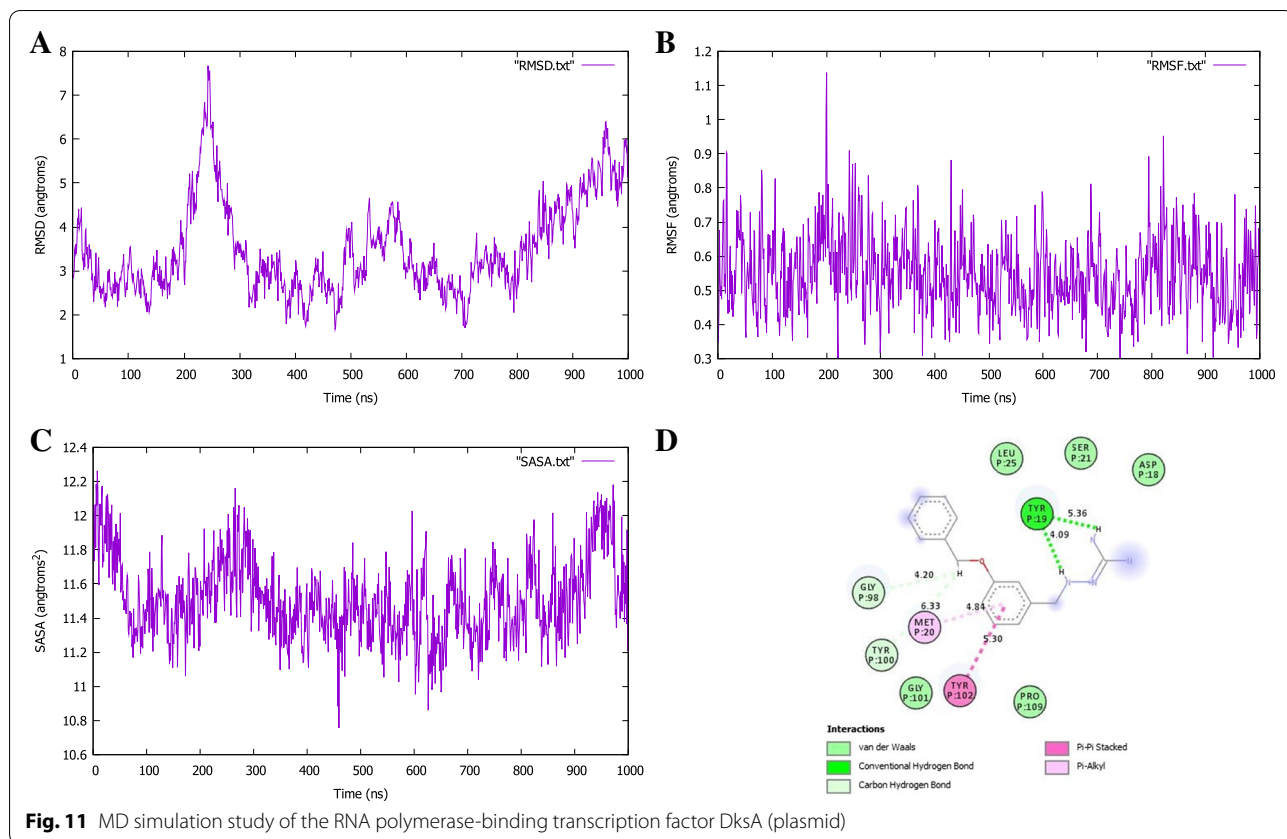 A
"RMSD.txt"
RMSD (angtroms)
8
7
6
5
4
3
2
1
0 100 200 300 400 500 600 700 800 900 1000
Time (ns)
B
"RMSF.txt"
RMSF (angtroms)
1.2
1.1
1
0.9
0.8
0.7
0.6
0.5
0.4
0.3
0 100 200 300 400 500 600 700 800 900 1000
Time (ns)
C
"SASA.txt"
SASA (angtroms²)
12.4
12.2
12
11.8
11.6
11.4
11.2
11
10.8
10.6
0 100 200 300 400 500 600 700 800 900 1000
Time (ns)
D
LEU
P:25
SER
P:21
ASP
P:18
TYR
P:19
5.36
4.09
H
H
O
4.20
H
GLY
P:98
6.33
4.84
MET
P:20
5.30
TYR
P:100
GLY
P:101
TYR
P:102
PRO
P:109
Interactions
van der Waals
Conventional Hydrogen Bond
Carbon Hydrogen Bond
Pi-Pi Stacked
Pi-Alkyl
Fig. 11 MD simulation study of the RNA polymerase-binding transcription factor DksA (plasmid)